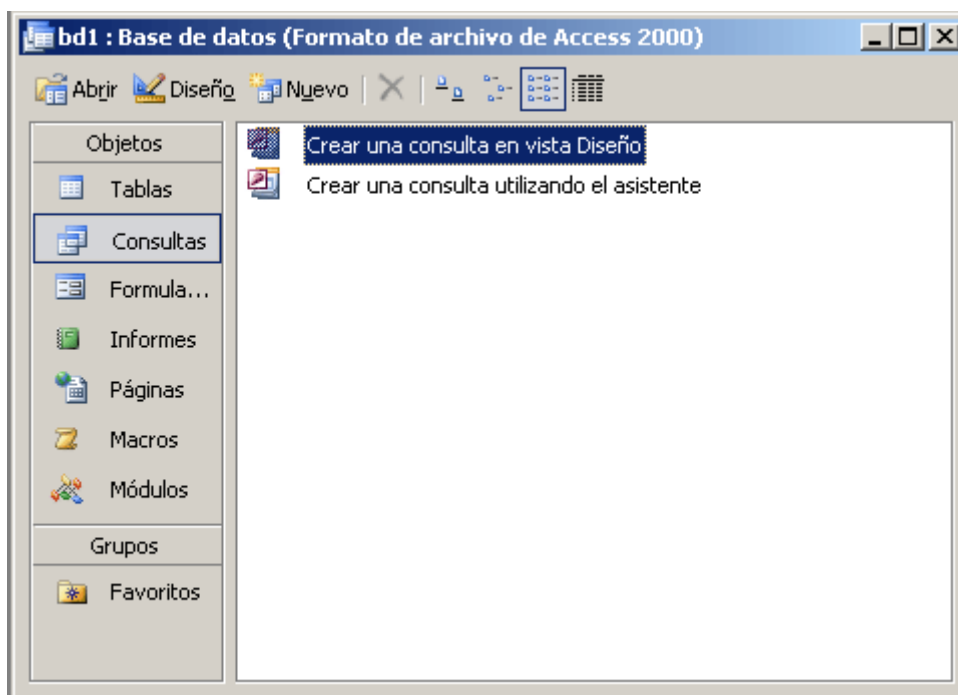 bd1 : Base de datos (Formato de archivo de Access 2000)
Abrir Diseño Nuevo
Objetos
Tablas
Consultas
Formula...
Informes
Páginas
Macros
Módulos
Grupos
Favoritos
Crear una consulta en vista Diseño
Crear una consulta utilizando el asistente